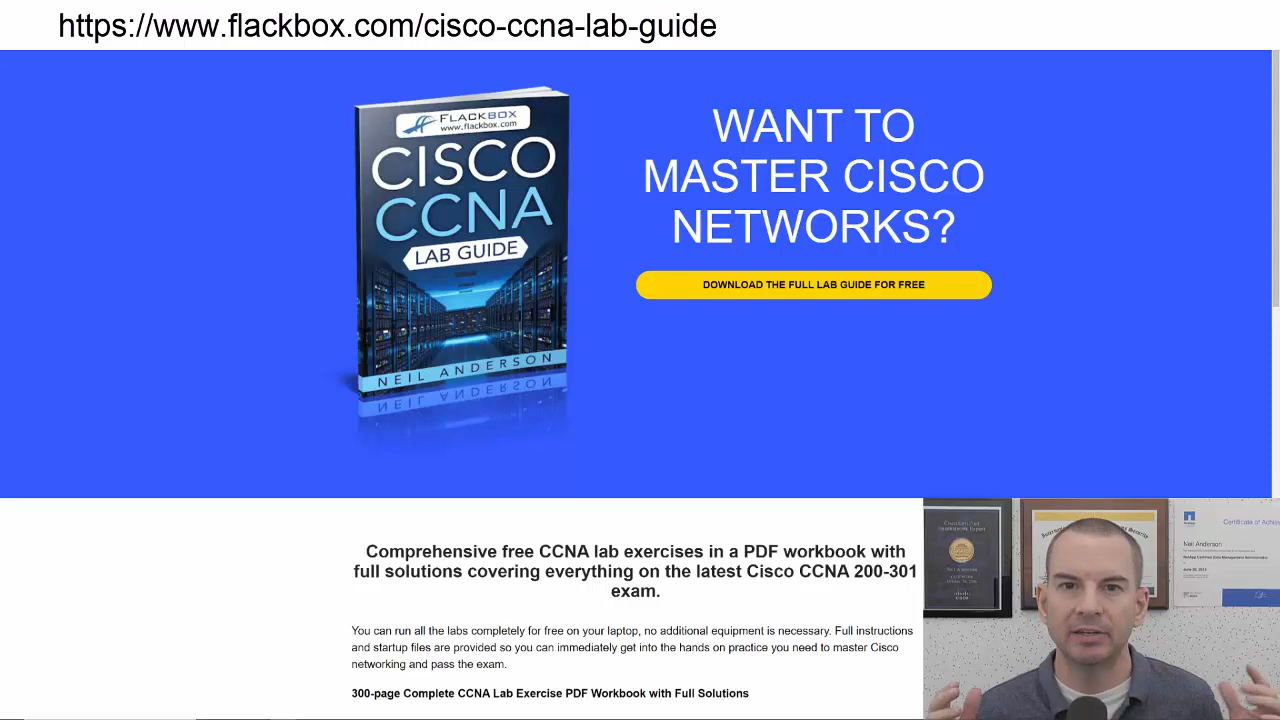 https://www.flackbox.com/cisco-ccna-lab-guide
FLACKBOX
www.flackbox.com
CISCO
CCNA
LAB GUIDE
NEIL ANDERSON
WANT TO
MASTER CISCO
NETWORKS?
DOWNLOAD THE FULL LAB GUIDE FOR FREE
Comprehensive free CCNA lab exercises in a PDF workbook with
full solutions covering everything on the latest Cisco CCNA 200-301
exam.
You can run all the labs completely for free on your laptop, no additional equipment is necessary. Full instructions
and startup files are provided so you can immediately get into the hands on practice you need to master Cisco
networking and pass the exam.
300-page Complete CCNA Lab Exercise PDF Workbook with Full Solutions
Certificate of Achie
Neil Anderson